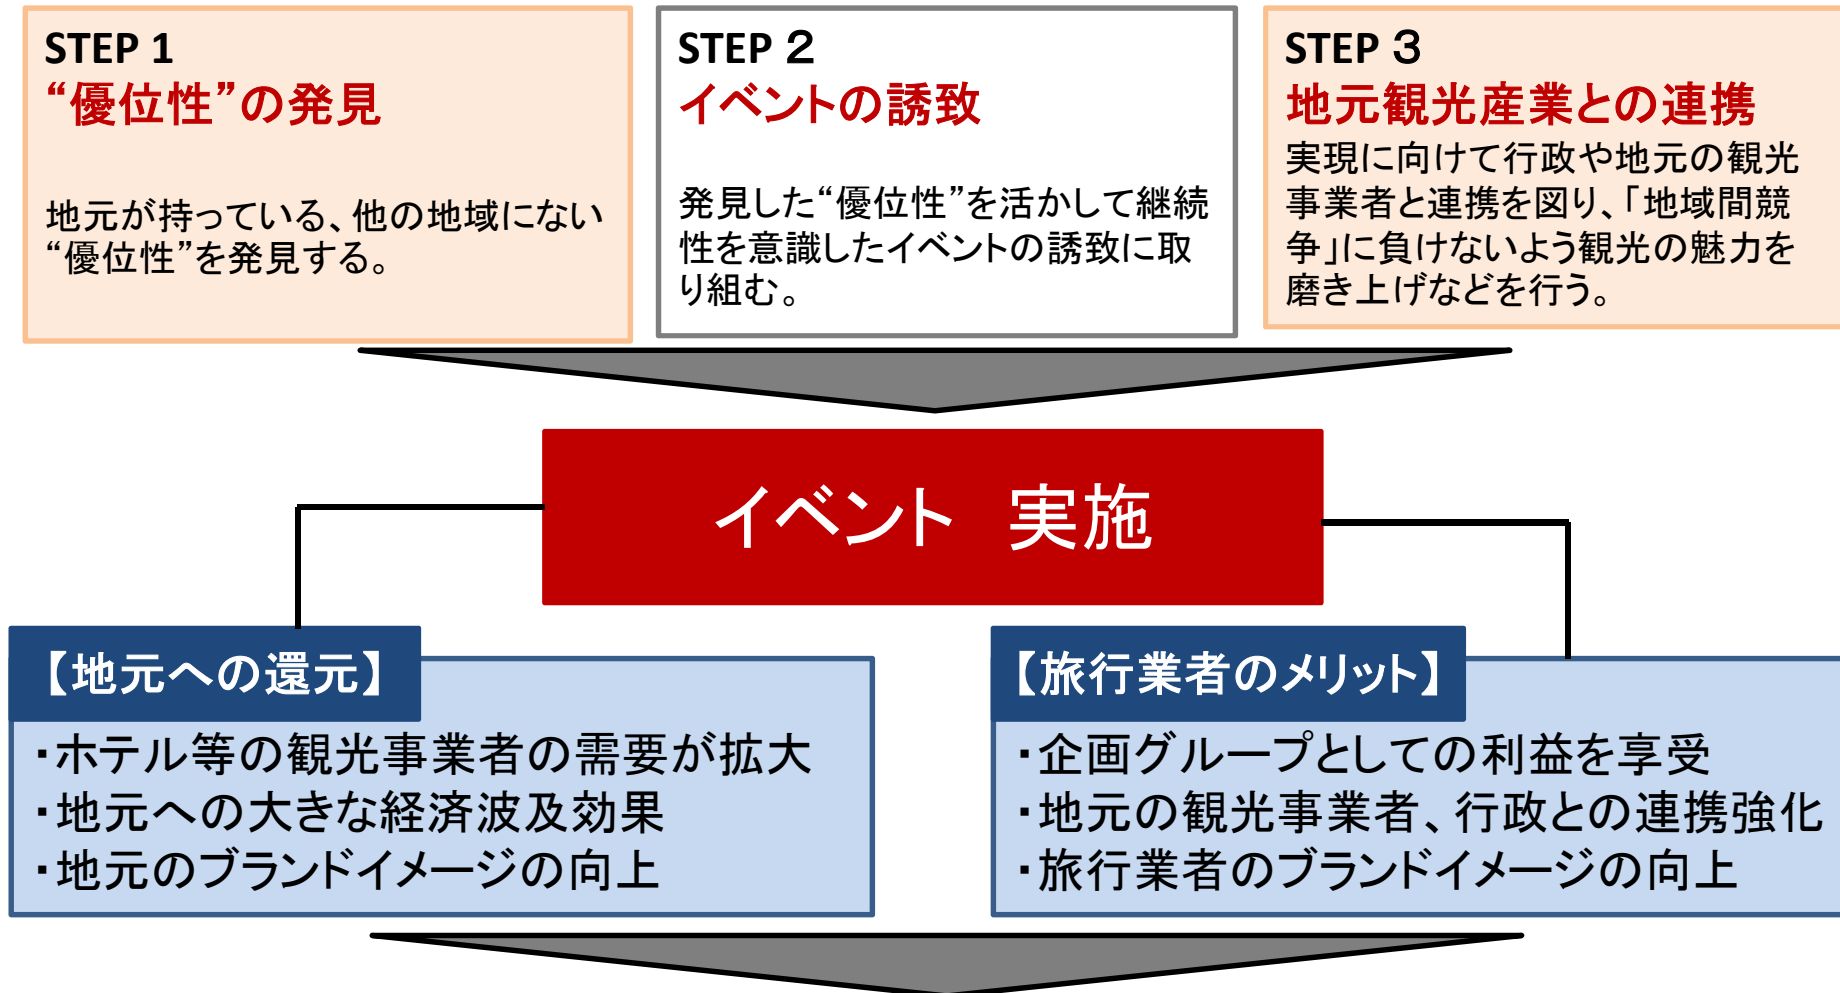 STEP 1
“優位性”の発見
地元が持っている、他の地域にない
“優位性”を発見する。
STEP ２
イベントの誘致
発見した“優位性”を活かして継続
性を意識したイベントの誘致に取
り組む。
STEP ３
地元観光産業との連携
実現に向けて行政や地元の観光
事業者と連携を図り、「地域間競
争」に負けないよう観光の魅力を
磨き上げなどを行う。
イベント　実施
【地元への還元】
・ホテル等の観光事業者の需要が拡大
・地元への大きな経済波及効果
・地元のブランドイメージの向上
【旅行業者のメリット】
・企画グループとしての利益を享受
・地元の観光事業者、行政との連携強化
・旅行業者のブランドイメージの向上